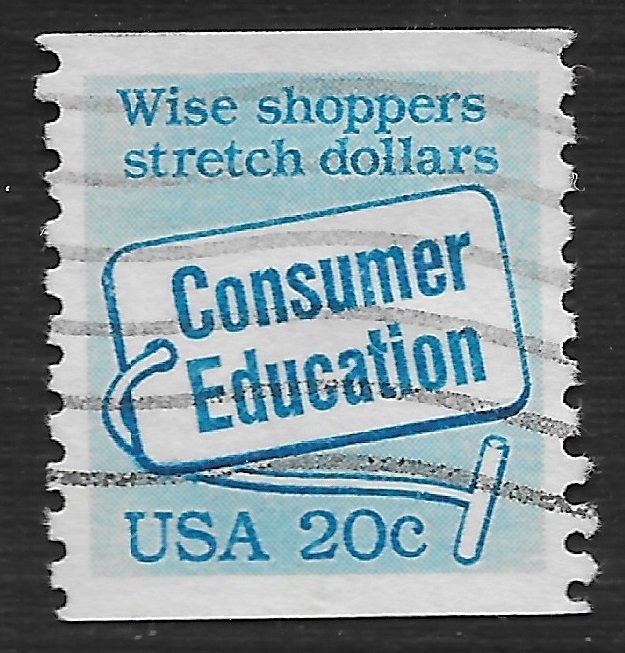 Wise shoppers
stretch dollars
Consumer
Education
USA 20c